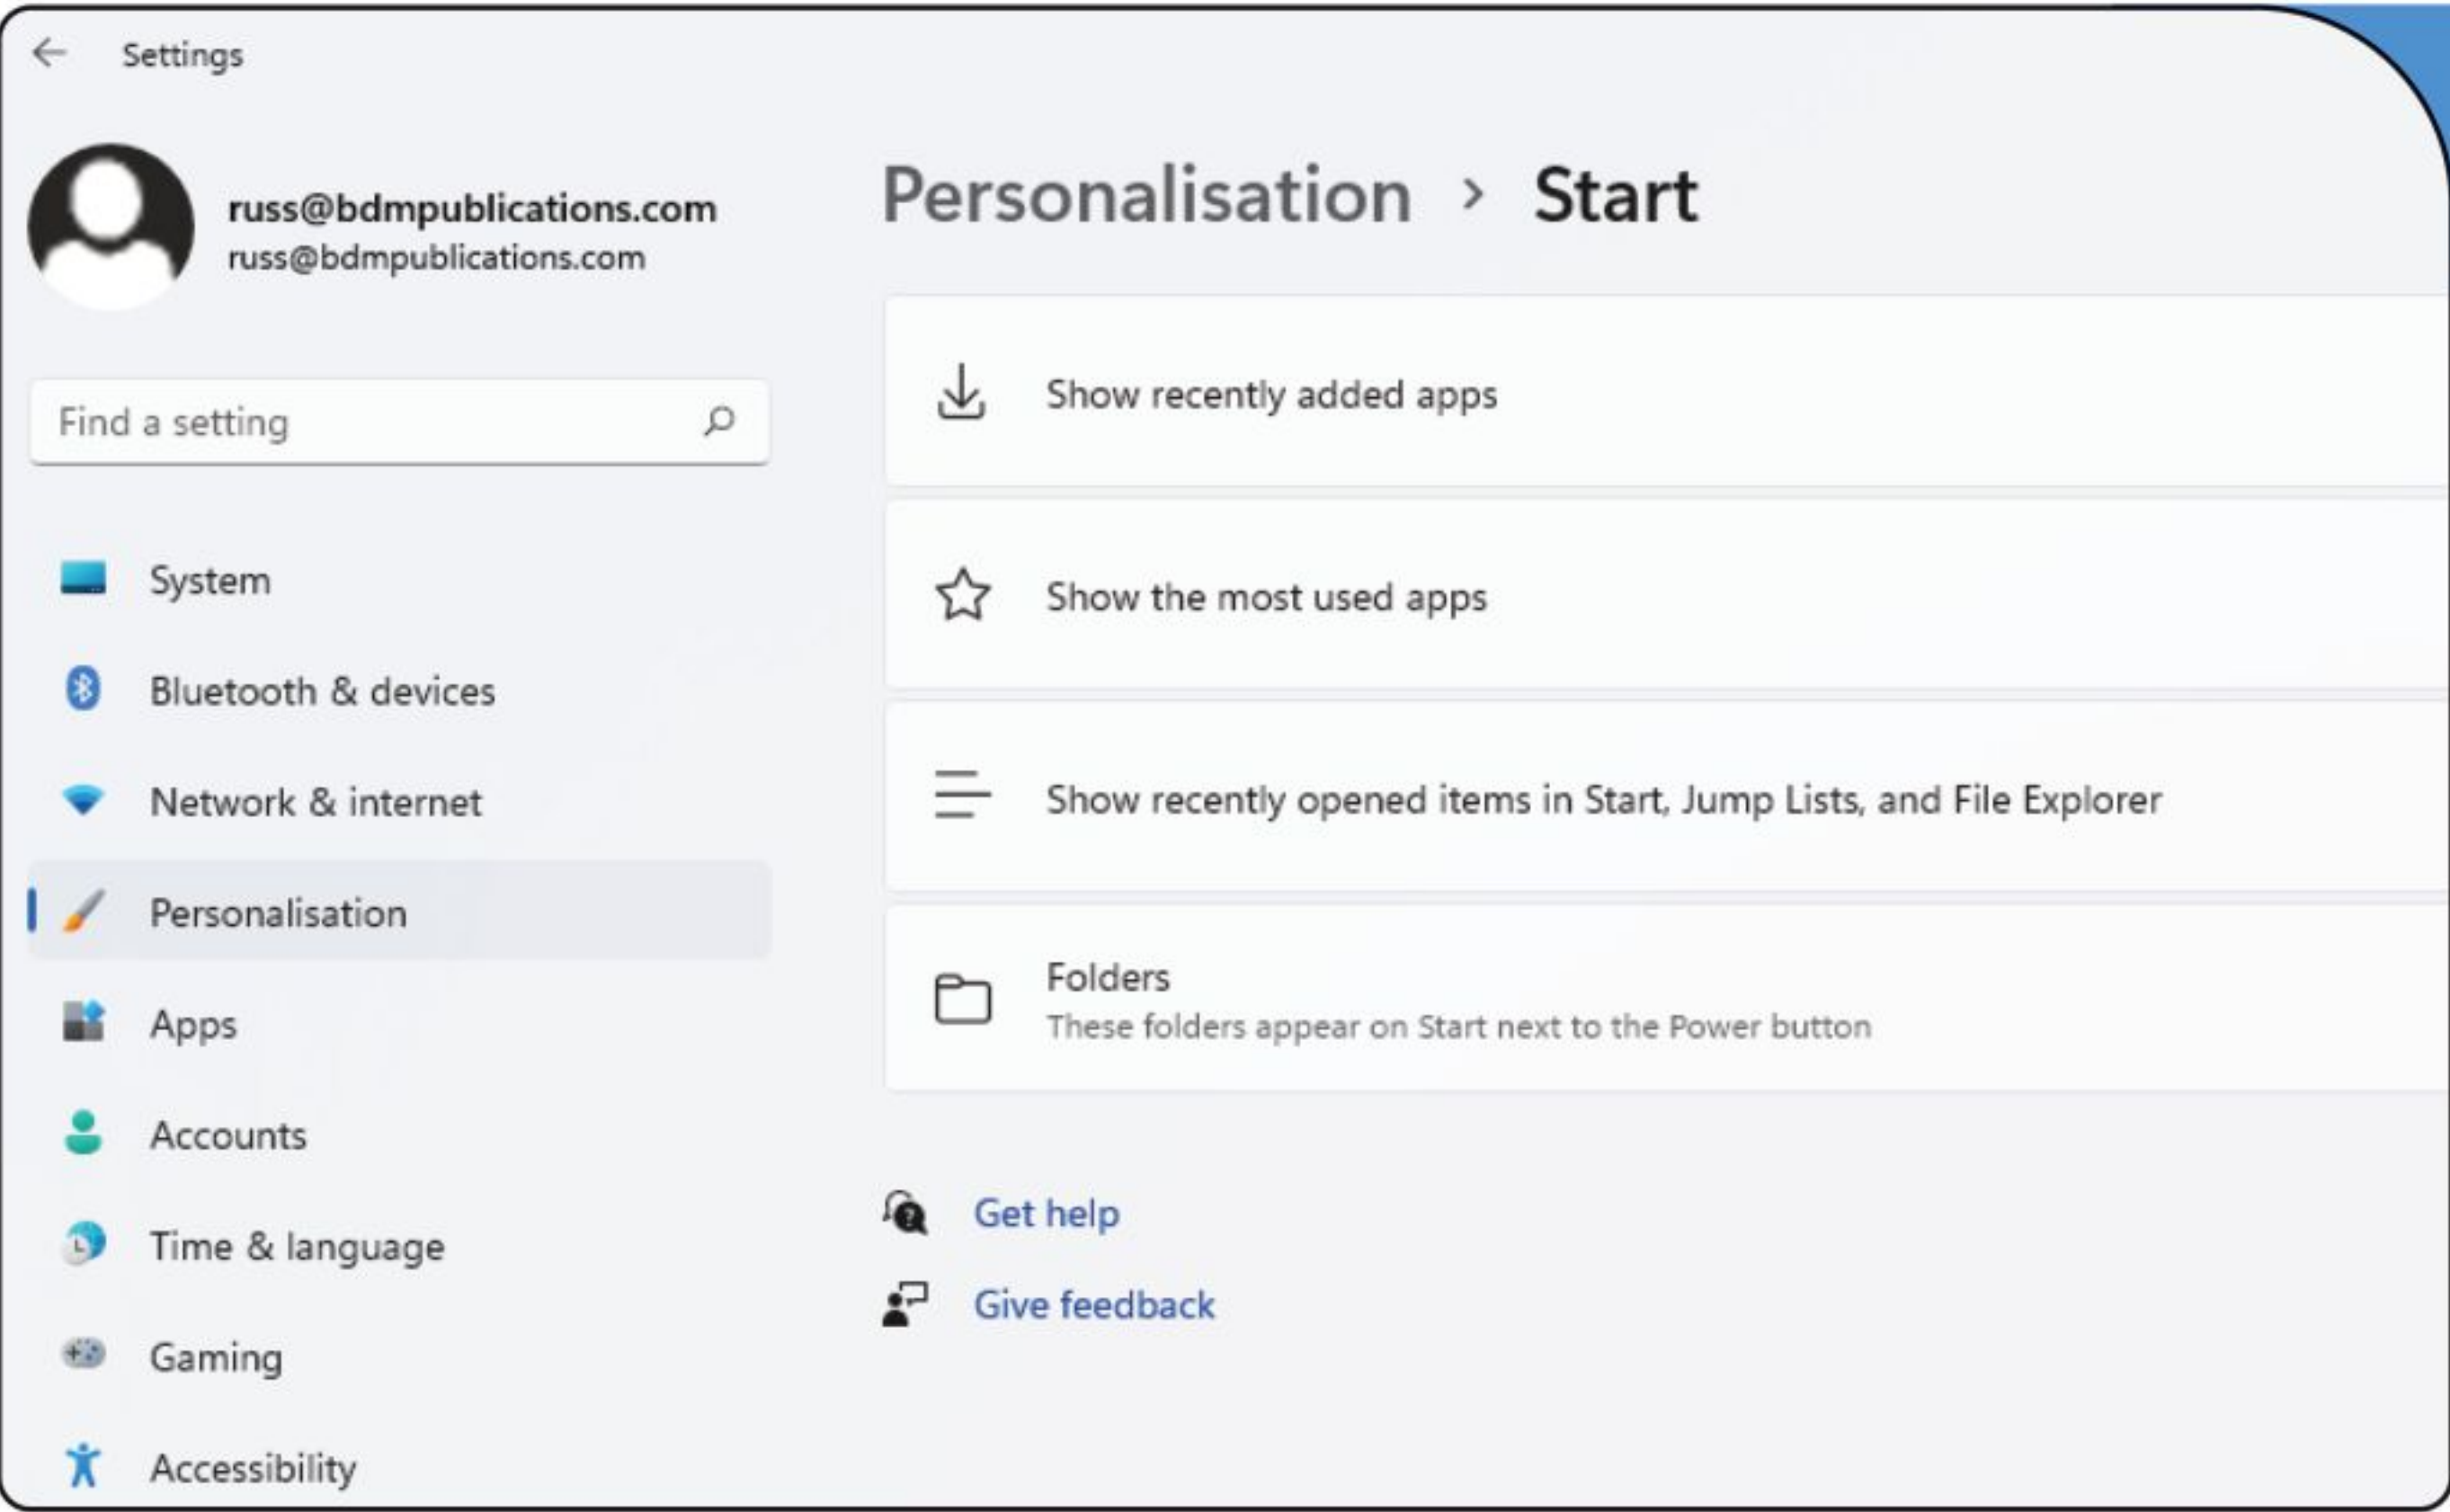 Settings
russ@bdmpublications.com
russ@bdmpublications.com
Find a setting
System
Bluetooth & devices
Network & internet
Personalisation
Apps
Accounts
Time & language
Gaming
Accessibility
Personalisation > Start
Show recently added apps
Show the most used apps
Show recently opened items in Start, Jump Lists, and File Explorer
Folders
These folders appear on Start next to the Power button
Get help
Give feedback